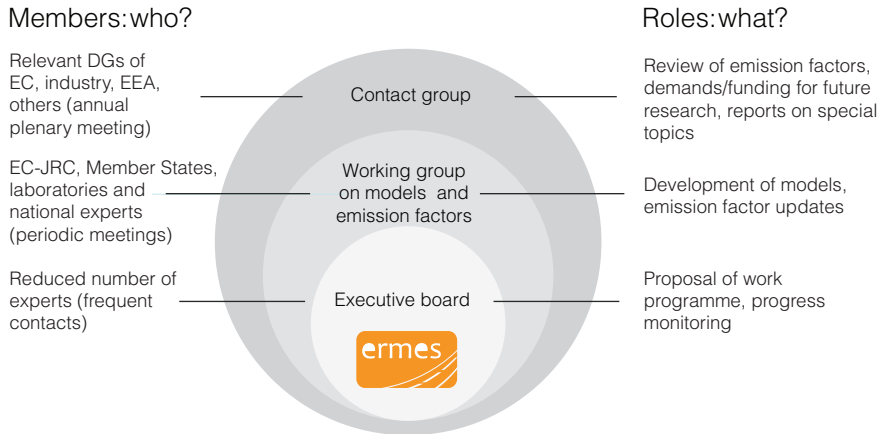 Members:who?
Roles:what?
Relevant DGs of
EC, industry, EEA,
others (annual
plenary meeting)
Contact group
Review of emission factors,
demands/funding for future
research, reports on special
topics
EC-JRC, Member States,
laboratories and
national experts
(periodic meetings)
Working group
on models and
emission factors
Development of models,
emission factor updates
Reduced number of
experts (frequent
contacts)
Executive board
Proposal of work
programme, progress
monitoring
ermes